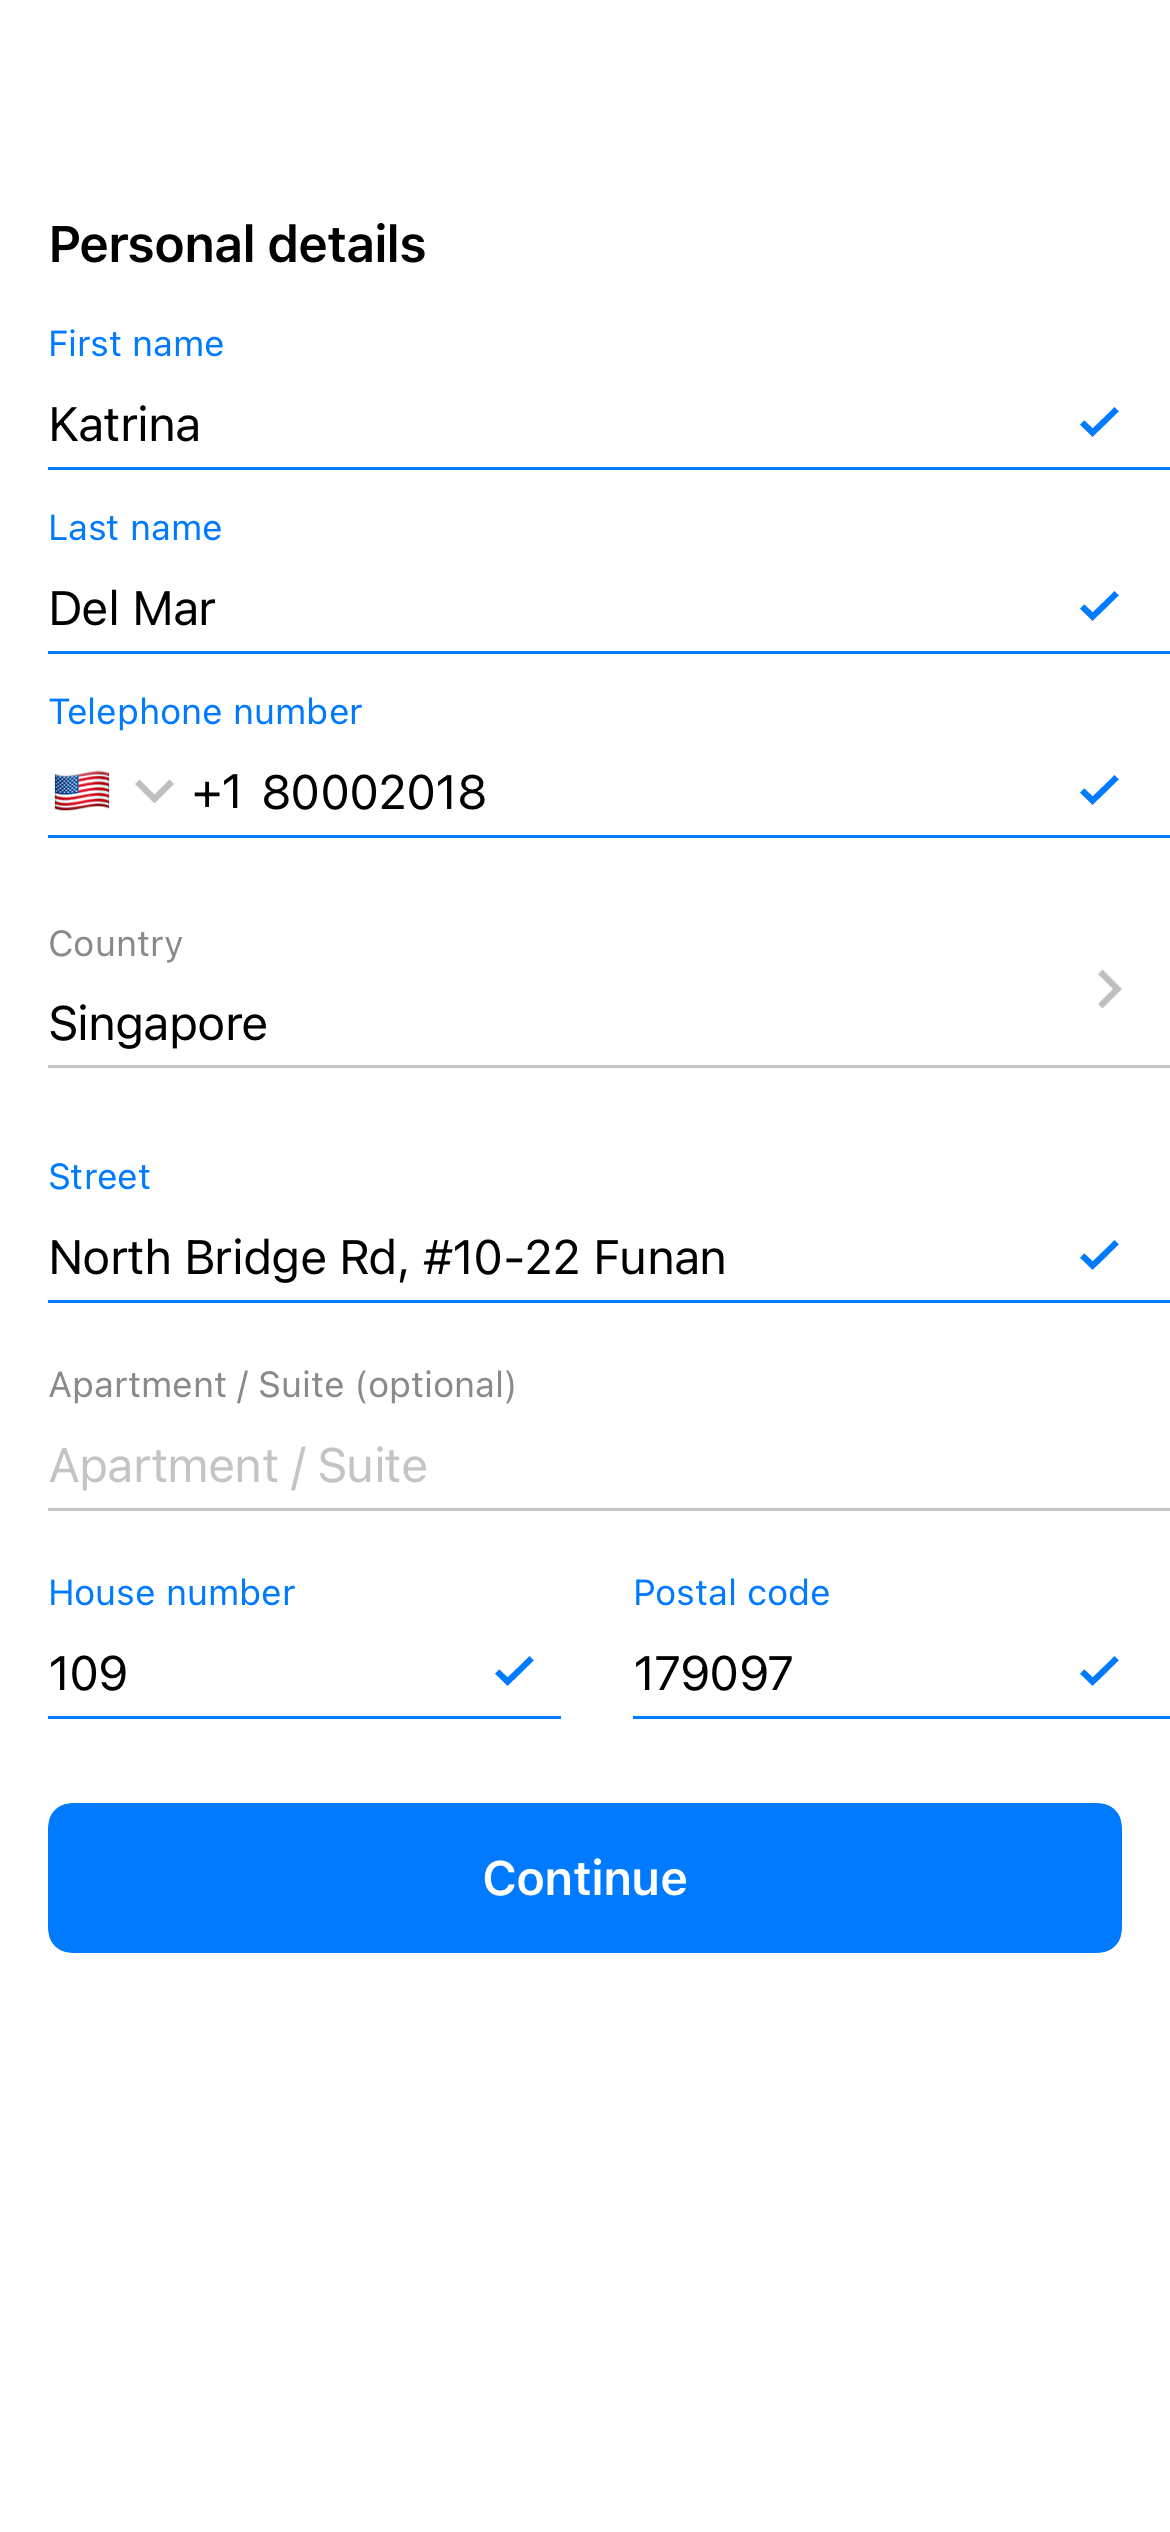 Personal details
First name
Katrina
Last name
Del Mar
Telephone number
+1 80002018
Country
Singapore
Street
North Bridge Rd, #10-22 Funan
Apartment / Suite (optional)
Apartment / Suite
House number
Postal code
109
179097
Continue